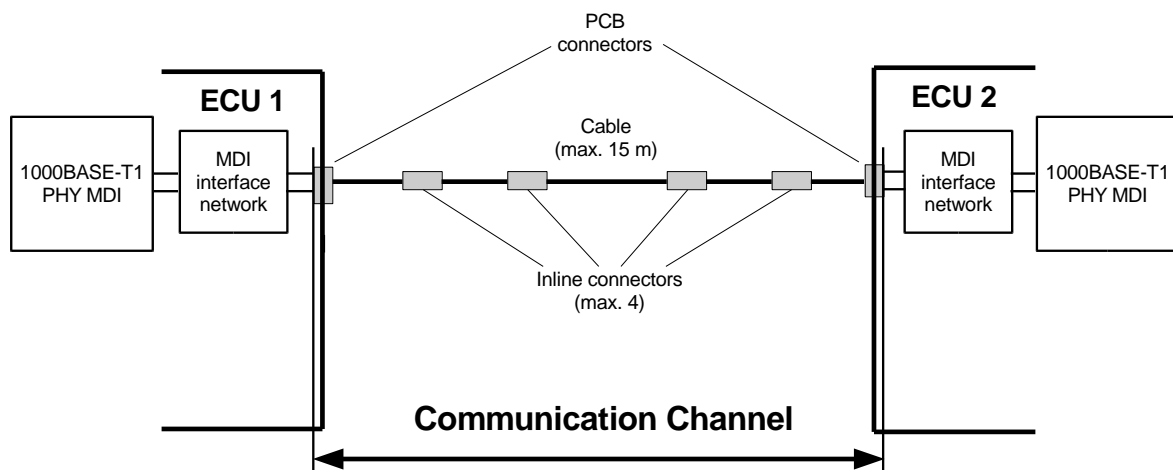 PCB
connectors
ECU 1
ECU 2
Cable
(max. 15 m)
1000BASE-T1
PHY MDI
MDI
interface
network
MDI
interface
network
1000BASE-T1
PHY MDI
Inline connectors
(max. 4)
Communication Channel